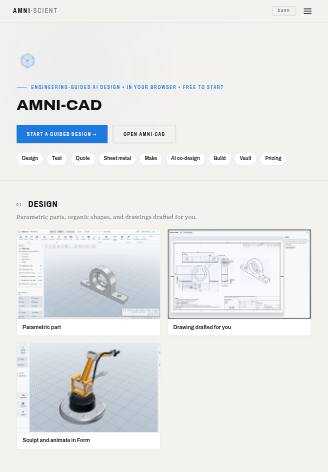 AMNI·SCIENT
DARK
ENGINEERING-GUIDED AI DESIGN • IN YOUR BROWSER • FREE TO START
AMNI-CAD
START A GUIDED DESIGN →
OPEN AMNI-CAD
Design
Test
Quote
Sheet metal
Make
AI co-design
Build
Vault
Pricing
01 DESIGN
Parametric parts, organic shapes, and drawings drafted for you.
Parametric part
Drawing drafted for you
Sculpt and animate in Form